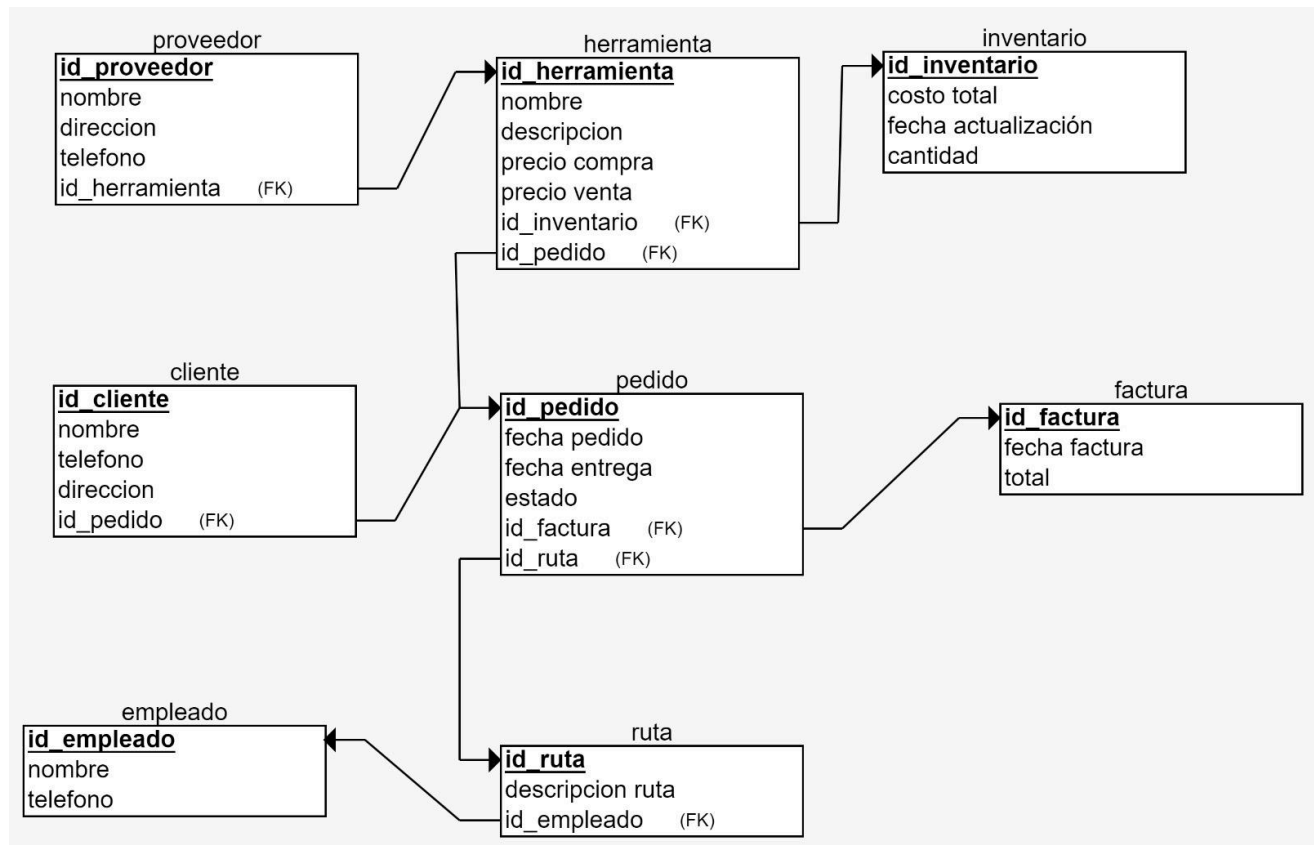 proveedor
id_proveedor
nombre
direccion
telefono
id_herramienta (FK)
herramienta
id_herramienta
nombre
descripcion
precio compra
precio venta
id_inventario (FK)
id_pedido (FK)
inventario
id_inventario
costo total
fecha actualización
cantidad
cliente
id_cliente
nombre
telefono
direccion
id_pedido (FK)
pedido
id_pedido
fecha pedido
fecha entrega
estado
id_factura (FK)
id_ruta (FK)
factura
id_factura
fecha factura
total
empleado
id_empleado
nombre
telefono
ruta
id_ruta
descripcion ruta
id_empleado (FK)